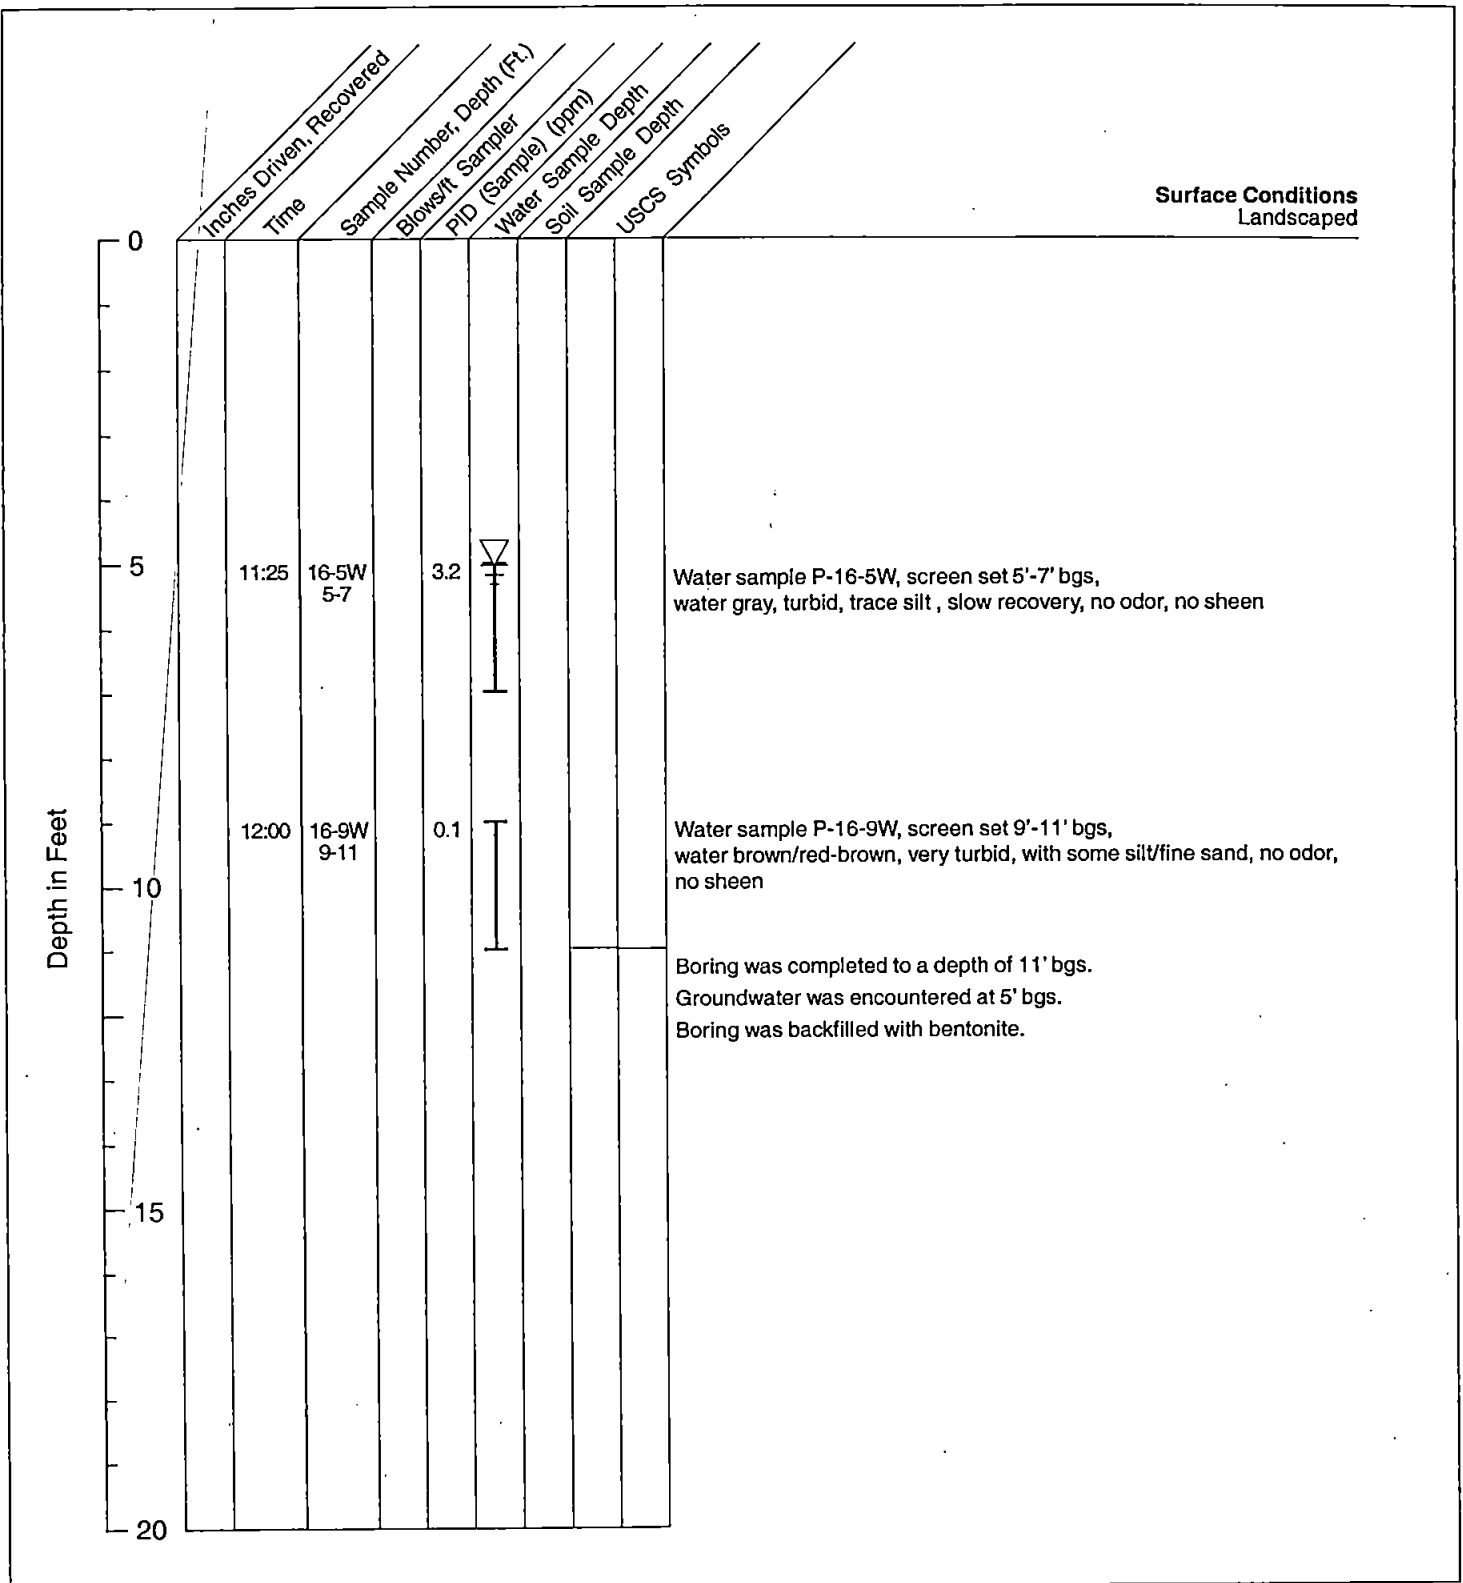 Inches Driven, Recovered
Time
Sample Number, Depth (Ft.)
Blows/ft Sampler
PID (Sample) (ppm)
Water Sample Depth
Soil Sample Depth
USCS Symbols
Surface Conditions
Landscaped
0
5
11:25
16-5W
5-7
3.2
Water sample P-16-5W, screen set 5'-7' bgs,
water gray, turbid, trace silt , slow recovery, no odor, no sheen
Depth in Feet
12:00
16-9W
9-11
0.1
Water sample P-16-9W, screen set 9'-11' bgs,
water brown/red-brown, very turbid, with some silt/fine sand, no odor,
no sheen
10
Boring was completed to a depth of 11' bgs.
Groundwater was encountered at 5' bgs.
Boring was backfilled with bentonite.
15
20